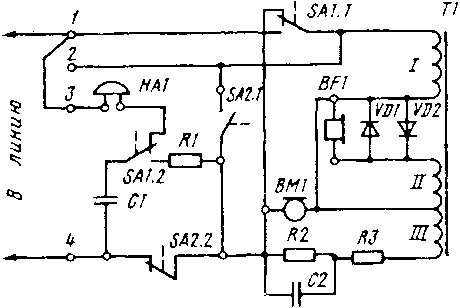 1
SA1.1
T1
2
I
3
HA1
SA2.1
BF1
VD1
VD2
В линию
R1
SA1.2
BM1
II
C1
III
4
SA2.2
R2
R3
C2